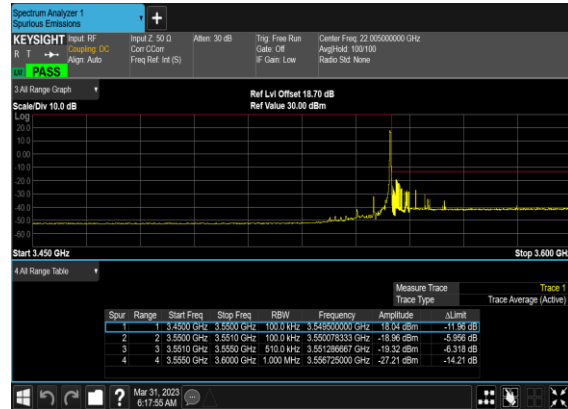 Spectrum Analyzer 1
Spurious Emissions
+
KEYSIGHT Input: RF Input Z: 50 Ω Atten: 30 dB Trig: Free Run Center Freq: 22.005000000 GHz
R T Coupling: DC Corr CCorr Gate: Off Avg|Hold: 100/100
Align: Auto Freq Ref: Int (S) IF Gain: Low Radio Std: None
PASS
3 All Range Graph
Ref Lvl Offset 18.70 dB
Scale/Div 10.0 dB Ref Value 30.00 dBm
Log
20.0
10.0
0.00
-10.0
-20.0
-30.0
-40.0
-50.0
-60.0
Start 3.450 GHz Stop 3.600 GHz
4 All Range Table
Measure Trace Trace 1
Trace Type Trace Average (Active)
Spur Range Start Freq Stop Freq RBW Frequency Amplitude ΔLimit
1 1 3.4500 GHz 3.5500 GHz 100.0 kHz 3.549500000 GHz 18.04 dBm -11.96 dB
2 2 3.5500 GHz 3.5510 GHz 100.0 kHz 3.550078333 GHz -18.96 dBm -5.956 dB
3 3 3.5510 GHz 3.5550 GHz 510.0 kHz 3.551286667 GHz -19.32 dBm -6.318 dB
4 4 3.5550 GHz 3.6000 GHz 1.000 MHz 3.556725000 GHz -27.21 dBm -14.21 dB
? Mar 31, 2023
6:17:55 AM